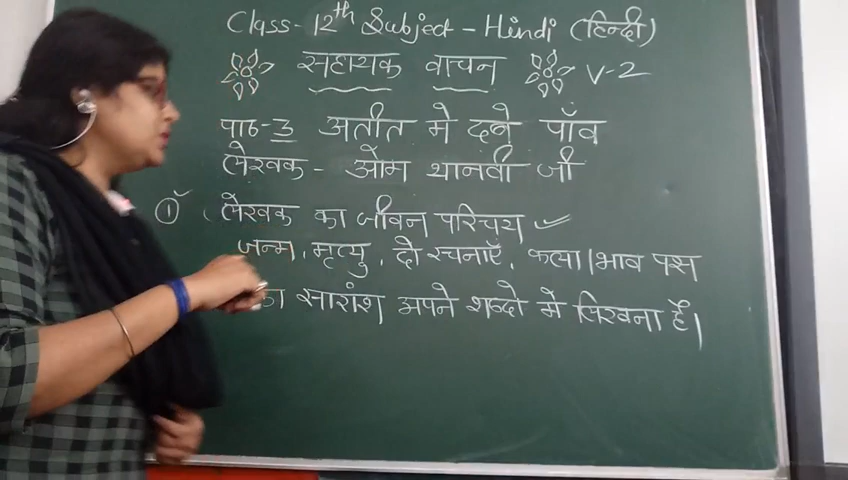 Class-12th Subject-Hindi (हिन्दी)
सहायक वाचन V-2
पाठ-3 अतीत मे दबे पाँव
लेखक - ओम थानवी जी
① लेखक का जीवन परिचय
जन्म, मृत्यु, दो रचनाएँ, कला/भाव पक्ष
सारांश अपने शब्दो मे लिखना है।